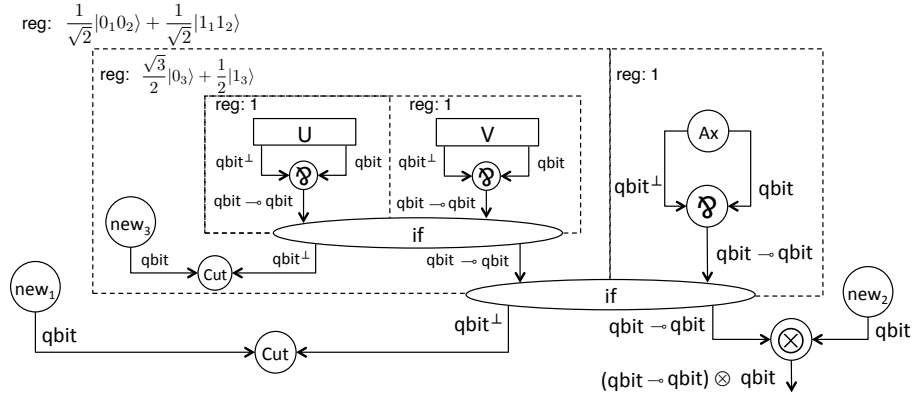 reg: 1/√2|0₁0₂⟩ + 1/√2|1₁1₂⟩
reg: √3/2|0₃⟩ + 1/2|1₃⟩
reg: 1
reg: 1
reg: 1
U
V
Ax
qbit⊥
qbit
qbit⊥
qbit
⅋
⅋
qbit⊥
qbit
⅋
qbit ⊸ qbit
qbit ⊸ qbit
new₃
if
qbit
Cut
qbit⊥
qbit ⊸ qbit
qbit ⊸ qbit
new₁
if
new₂
qbit
qbit⊥
qbit ⊸ qbit
qbit
Cut
⊗
(qbit ⊸ qbit) ⊗ qbit